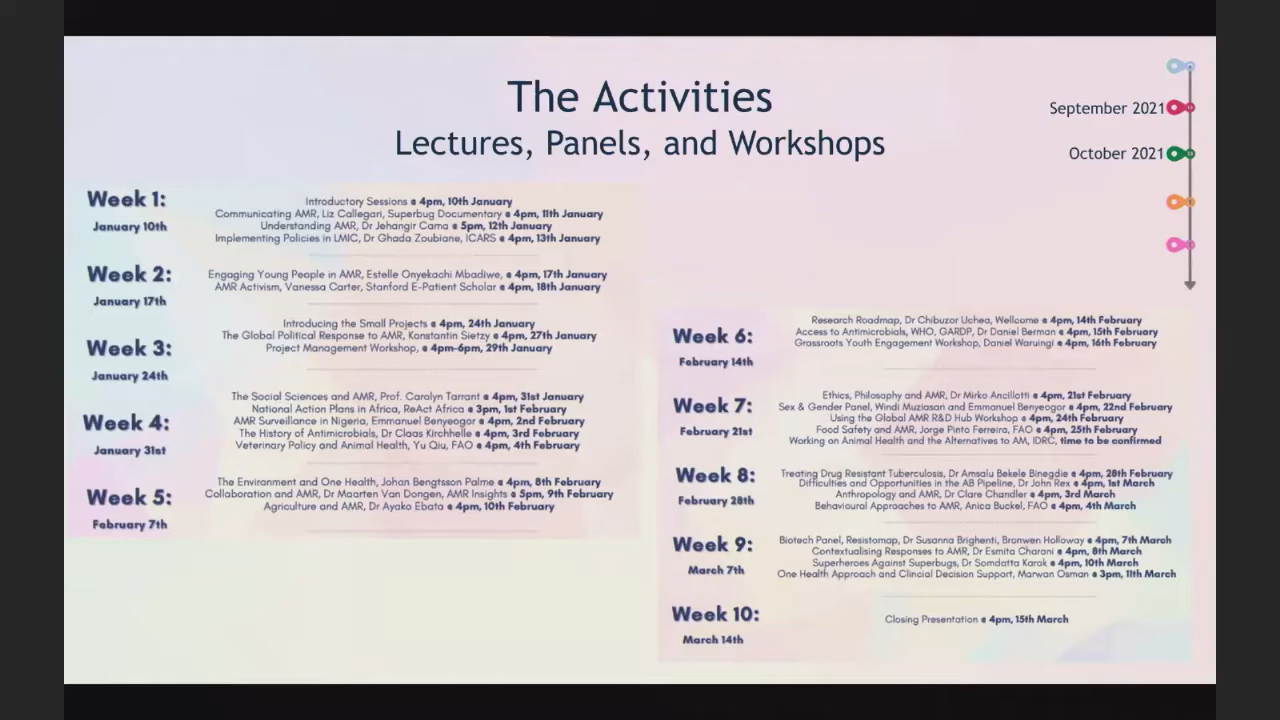 The Activities
Lectures, Panels, and Workshops
September 2021
October 2021
Week 1:
January 10th
Introductory Sessions @ 4pm, 10th January
Communicating AMR, Liz Callegari, Superbug Documentary @ 4pm, 11th January
Understanding AMR, Dr Jehangir Cama @ 5pm, 12th January
Implementing Policies in LMIC, Dr Ghada Zoubiane, ICARS @ 4pm, 13th January
Week 2:
January 17th
Engaging Young People in AMR, Estelle Onyekachi Mbadiwe, @ 4pm, 17th January
AMR Activism, Vanessa Carter, Stanford E-Patient Scholar @ 4pm, 18th January
Week 3:
January 24th
Introducing the Small Projects @ 4pm, 24th January
The Global Political Response to AMR, Konstantin Sietzy @ 4pm, 27th January
Project Management Workshop, @ 4pm-6pm, 29th January
Week 4:
January 31st
The Social Sciences and AMR, Prof. Carolyn Tarrant @ 4pm, 31st January
National Action Plans in Africa, ReAct Africa @ 3pm, 1st February
AMR Surveillance in Nigeria, Emmanuel Benyeogor @ 4pm, 2nd February
The History of Antimicrobials, Dr Claas Kirchhelle @ 4pm, 3rd February
Veterinary Policy and Animal Health, Yu Qiu, FAO @ 4pm, 4th February
Week 5:
February 7th
The Environment and One Health, Johan Bengtsson Palme @ 4pm, 8th February
Collaboration and AMR, Dr Maarten Van Dongen, AMR Insights @ 5pm, 9th February
Agriculture and AMR, Dr Ayako Ebata @ 4pm, 10th February
Week 6:
February 14th
Research Roadmap, Dr Chibuzor Uchea, Wellcome @ 4pm, 14th February
Access to Antimicrobials, WHO, GARDP, Dr Daniel Berman @ 4pm, 15th February
Grassroots Youth Engagement Workshop, Daniel Waruingi @ 4pm, 16th February
Week 7:
February 21st
Ethics, Philosophy and AMR, Dr Mirko Ancillotti @ 4pm, 21st February
Sex & Gender Panel, Windi Muziasari and Emmanuel Benyeogor @ 4pm, 22nd February
Using the Global AMR R&D Hub Workshop @ 4pm, 24th February
Food Safety and AMR, Jorge Pinto Ferreira, FAO @ 4pm, 25th February
Working on Animal Health and the Alternatives to AM, IDRC, time to be confirmed
Week 8:
February 28th
Treating Drug Resistant Tuberculosis, Dr Amsalu Bekele Binegdie @ 4pm, 28th February
Difficulties and Opportunities in the AB Pipeline, Dr John Rex @ 4pm, 1st March
Anthropology and AMR, Dr Clare Chandler @ 4pm, 3rd March
Behavioural Approaches to AMR, Anica Buckel, FAO @ 4pm, 4th March
Week 9:
March 7th
Biotech Panel, Resistomap, Dr Susanna Brighenti, Bronwen Holloway @ 4pm, 7th March
Contextualising Responses to AMR, Dr Esmita Charani @ 4pm, 8th March
Superheroes Against Superbugs, Dr Somdatta Karak @ 4pm, 10th March
One Health Approach and Clincial Decision Support, Marwan Osman @ 3pm, 11th March
Week 10:
March 14th
Closing Presentation @ 4pm, 15th March